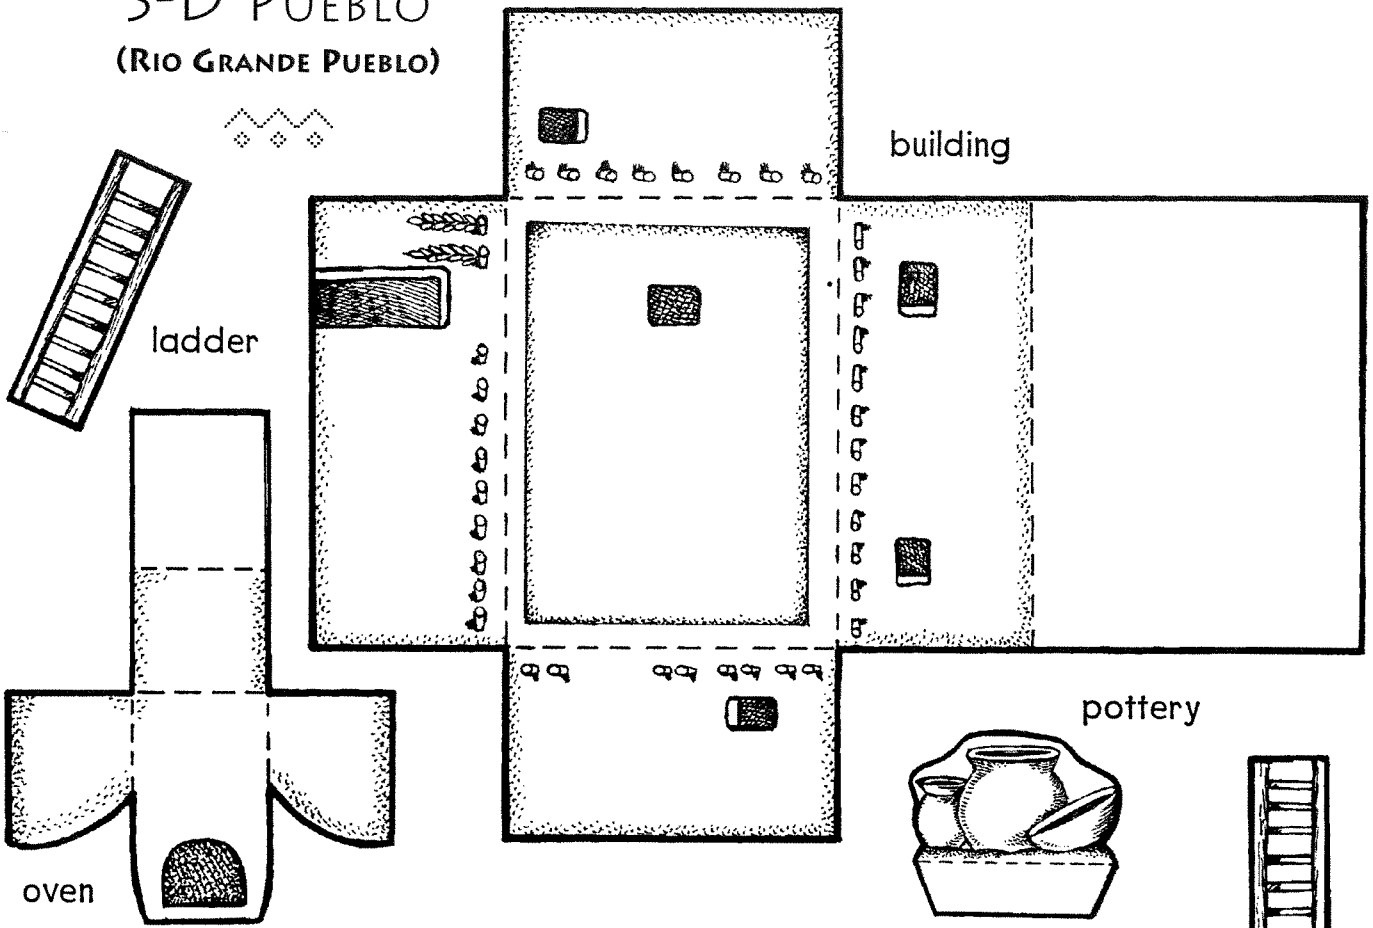 3-D PUEBLO
(RIO GRANDE PUEBLO)
building
ladder
pottery
oven